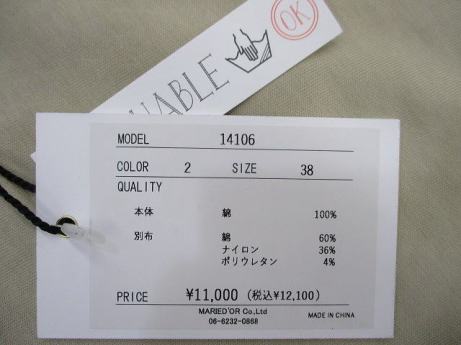 OK
UABLE
MODEL 14106
COLOR 2 SIZE 38
QUALITY
本体 綿 100%
別布 綿 60%
ナイロン 36%
ポリウレタン 4%
PRICE ¥11,000 (税込¥12,100)
MARIED'OR Co,Ltd
06-6232-0868
MADE IN CHINA